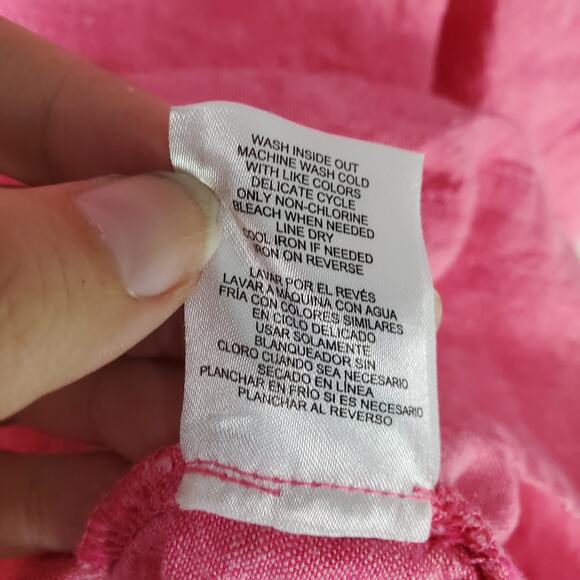 WASH INSIDE OUT
MACHINE WASH COLD
WITH LIKE COLORS
DELICATE CYCLE
ONLY NON-CHLORINE
BLEACH WHEN NEEDED
LINE DRY
COOL IRON IF NEEDED
IRON ON REVERSE
LAVAR POR EL REVÉS
LAVAR A MAQUINA CON AGUA
FRÍA CON COLORES SIMILARES
EN CICLO DELICADO
USAR SOLAMENTE
BLANQUEADOR SIN
CLORO CUANDO SEA NECESARIO
SECADO EN LÍNEA
PLANCHAR EN FRÍO SI ES NECESARIO
PLANCHAR AL REVERSO